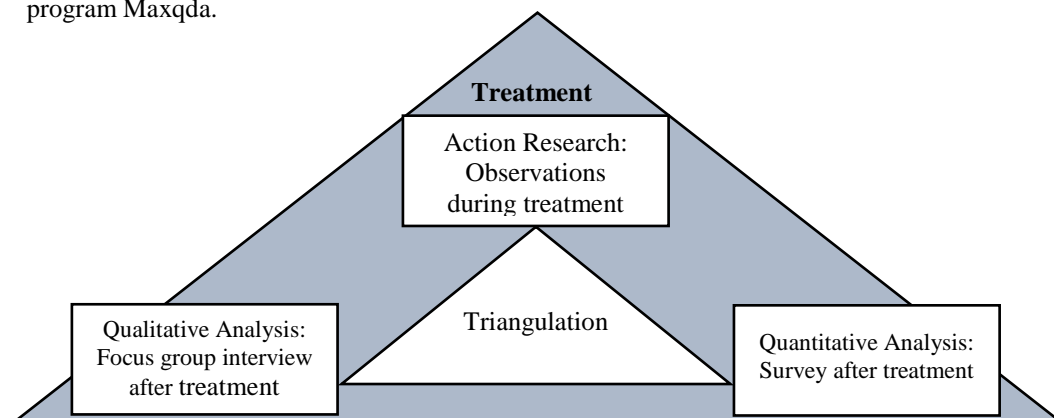 program Maxqda.
Treatment
Action Research:
Observations
during treatment
Triangulation
Qualitative Analysis:
Focus group interview
after treatment
Quantitative Analysis:
Survey after treatment